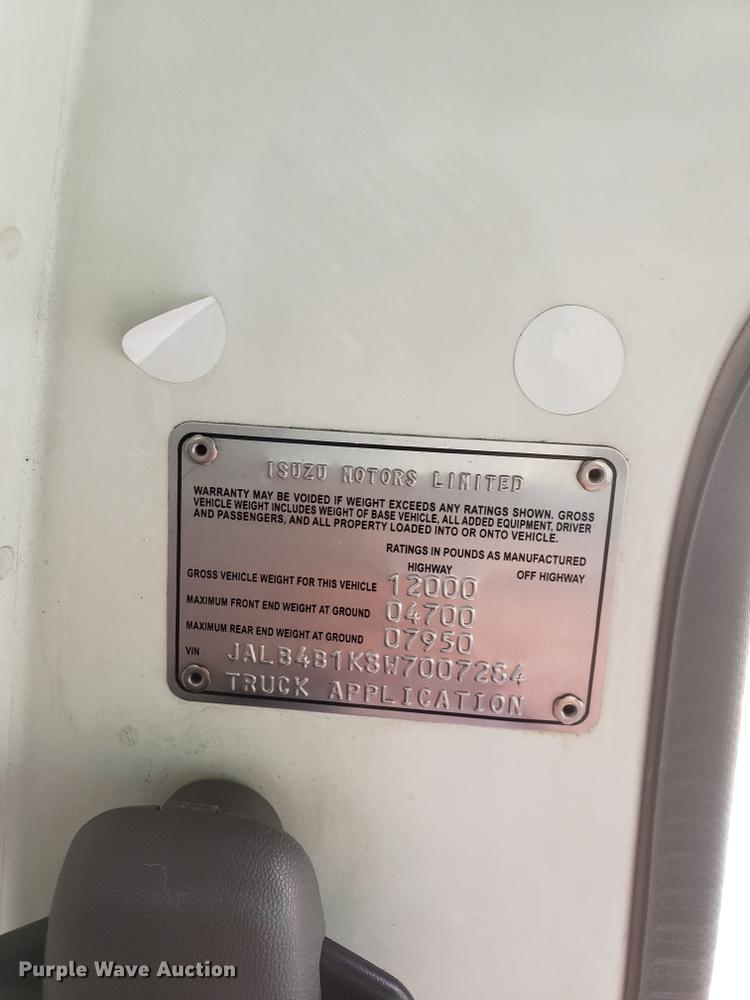 ISUZU MOTORS LIMITED
WARRANTY MAY BE VOIDED IF WEIGHT EXCEEDS ANY RATINGS SHOWN. GROSS
VEHICLE WEIGHT INCLUDES WEIGHT OF BASE VEHICLE, ALL ADDED EQUIPMENT, DRIVER
AND PASSENGERS, AND ALL PROPERTY LOADED INTO OR ONTO VEHICLE.
RATINGS IN POUNDS AS MANUFACTURED
HIGHWAY OFF HIGHWAY
GROSS VEHICLE WEIGHT FOR THIS VEHICLE 12000
MAXIMUM FRONT END WEIGHT AT GROUND 04700
MAXIMUM REAR END WEIGHT AT GROUND 07950
VIN JALB4B1K8W7007284
TRUCK APPLICATION
Purple Wave Auction